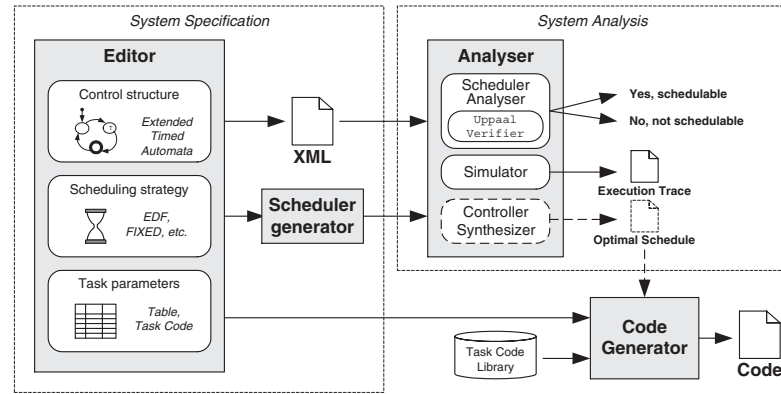 System Specification
Editor
Control structure
T
Extended
Timed
Automata
Scheduling strategy
EDF,
FIXED, etc.
Task parameters
Table,
Task Code
XML
Scheduler
generator
System Analysis
Analyser
Scheduler
Analyser
Uppaal
Verifier
Simulator
Controller
Synthesizer
Yes, schedulable
No, not schedulable
Execution Trace
Optimal Schedule
Task Code
Library
Code
Generator
Code